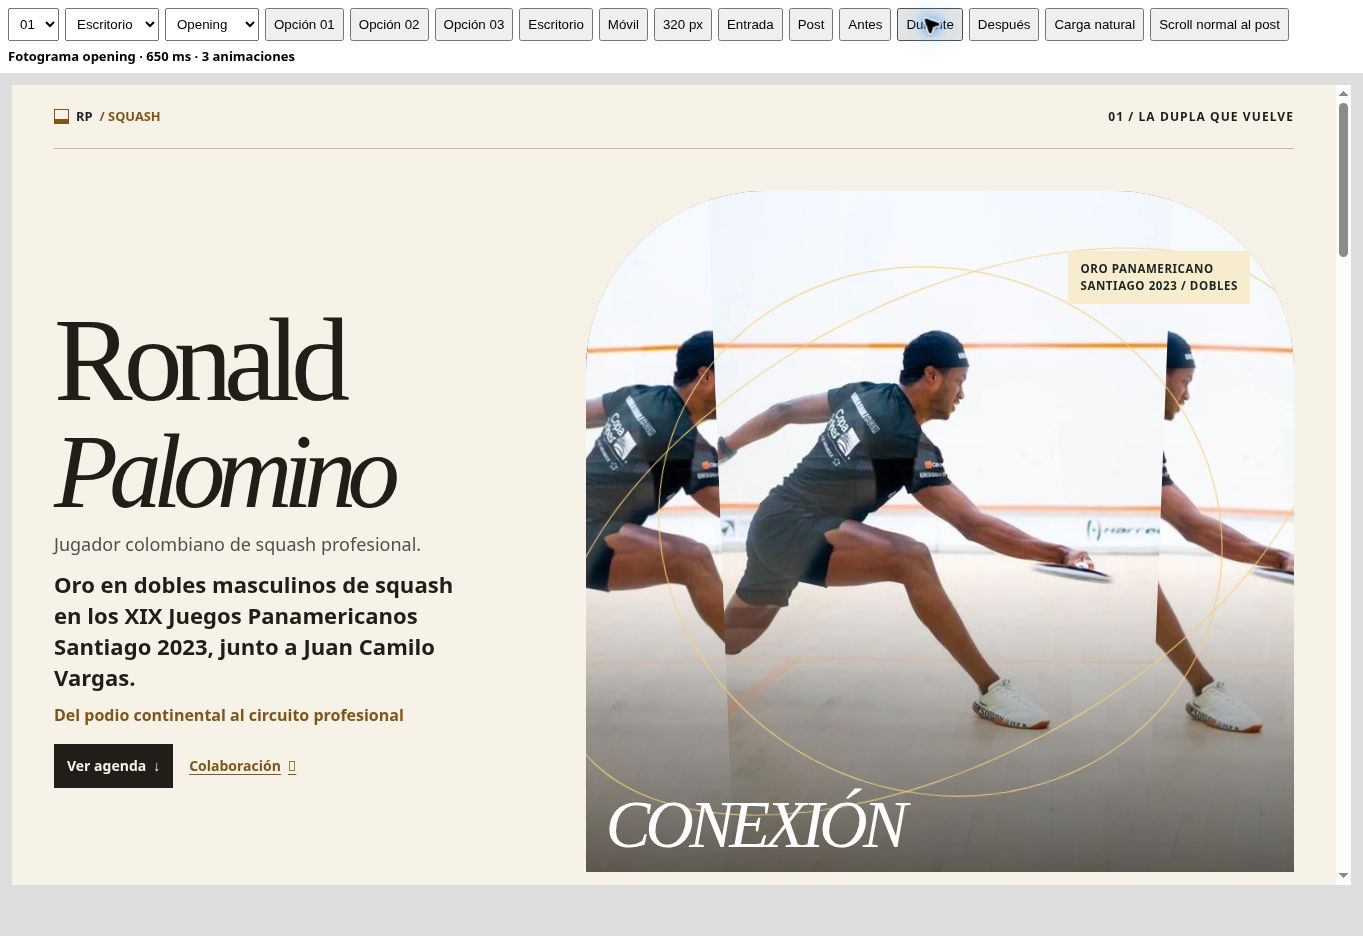 01
Escritorio
Opening
Opción 01
Opción 02
Opción 03
Escritorio
Móvil
320 px
Entrada
Post
Antes
Después
Carga natural
Scroll normal al post
Fotograma opening · 650 ms · 3 animaciones
RP / SQUASH
01 / LA DUPLA QUE VUELVE
ORO PANAMERICANO
SANTIAGO 2023 / DOBLES
Ronald
Palomino
Jugador colombiano de squash profesional.
Oro en dobles masculinos de squash
en los XIX Juegos Panamericanos
Santiago 2023, junto a Juan Camilo
Vargas.
Del podio continental al circuito profesional
Ver agenda ↓
Colaboración
CONEXIÓN